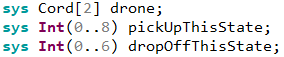 sys Cord[2] drone;
sys Int(0..8) pickUpThisState;
sys Int(0..6) dropOffThisState;